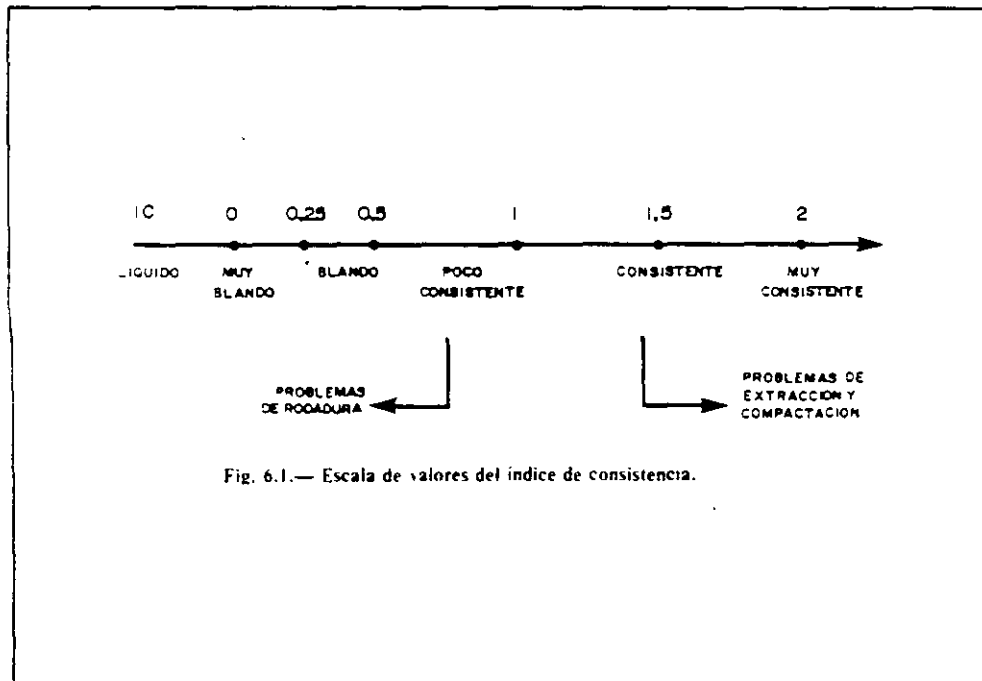 IC 0 0,25 0,5 1 1,5 2
LIQUIDO MUY BLANDO POCO CONSISTENTE MUY
BLANDO CONSISTENTE CONSISTENTE
PROBLEMAS
DE RODADURA
PROBLEMAS DE
EXTRACCION Y
COMPACTACION
Fig. 6.1.— Escala de valores del índice de consistencia.